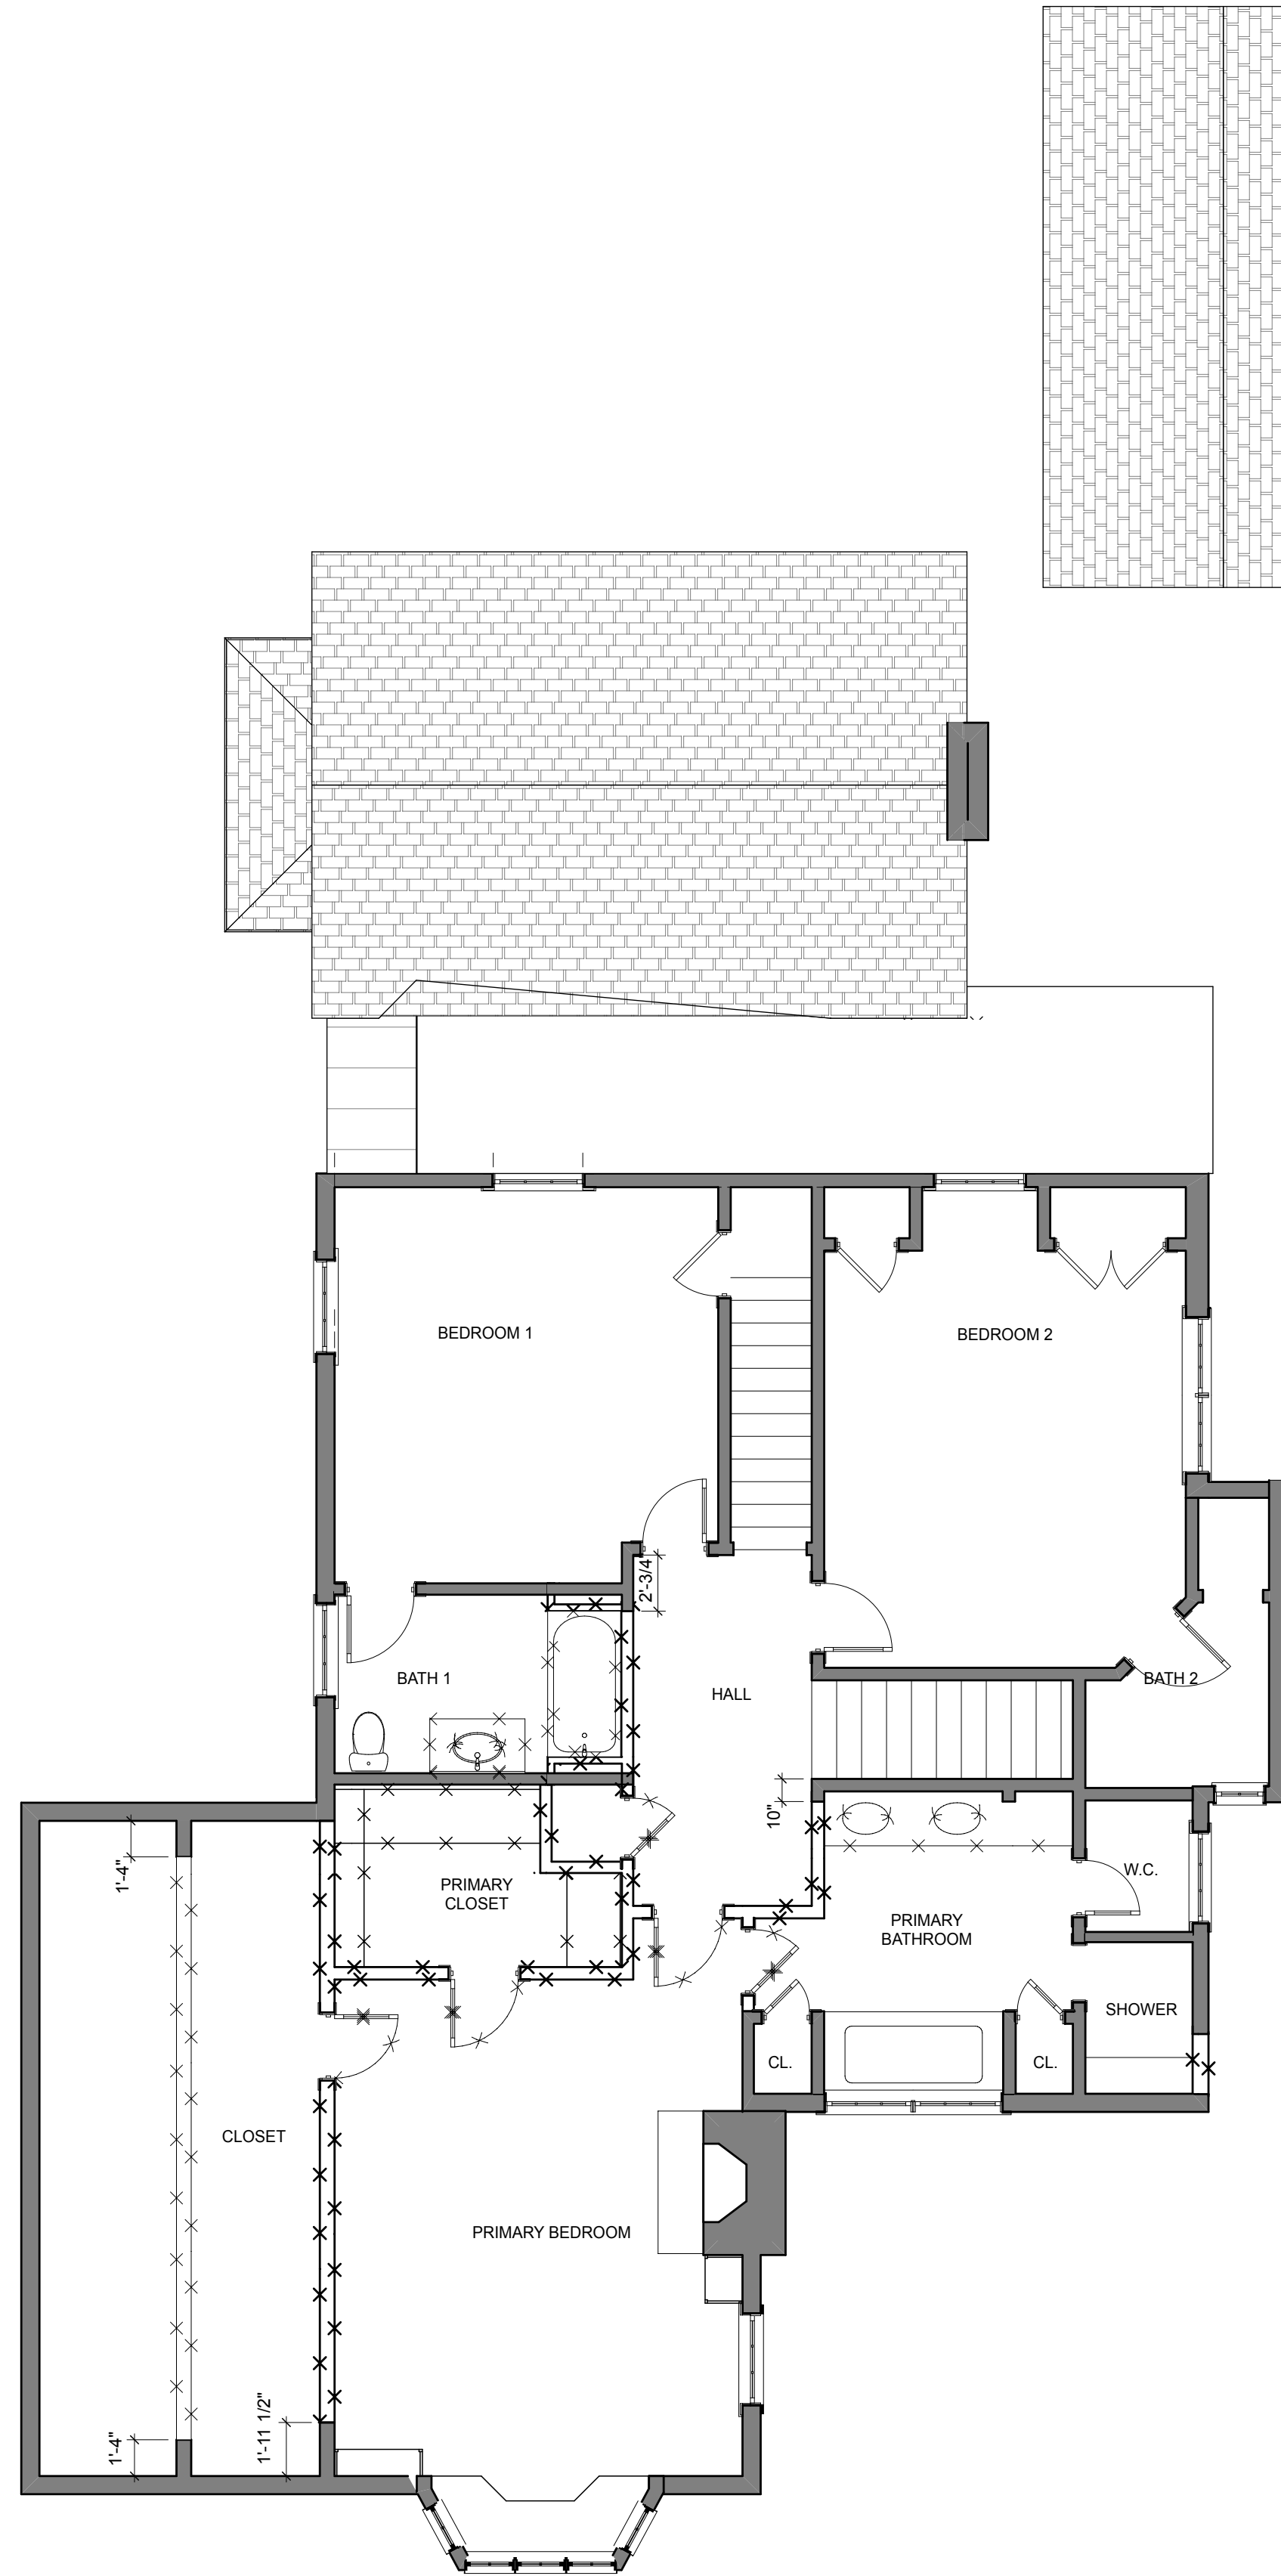 BEDROOM 1
BEDROOM 2
2'-3/4
BATH 1
HALL
BATH 2
10"
1'-4"
PRIMARY
CLOSET
W.C.
PRIMARY
BATHROOM
SHOWER
CL.
CL.
CLOSET
PRIMARY BEDROOM
1'-11 1/2"
1'-4"